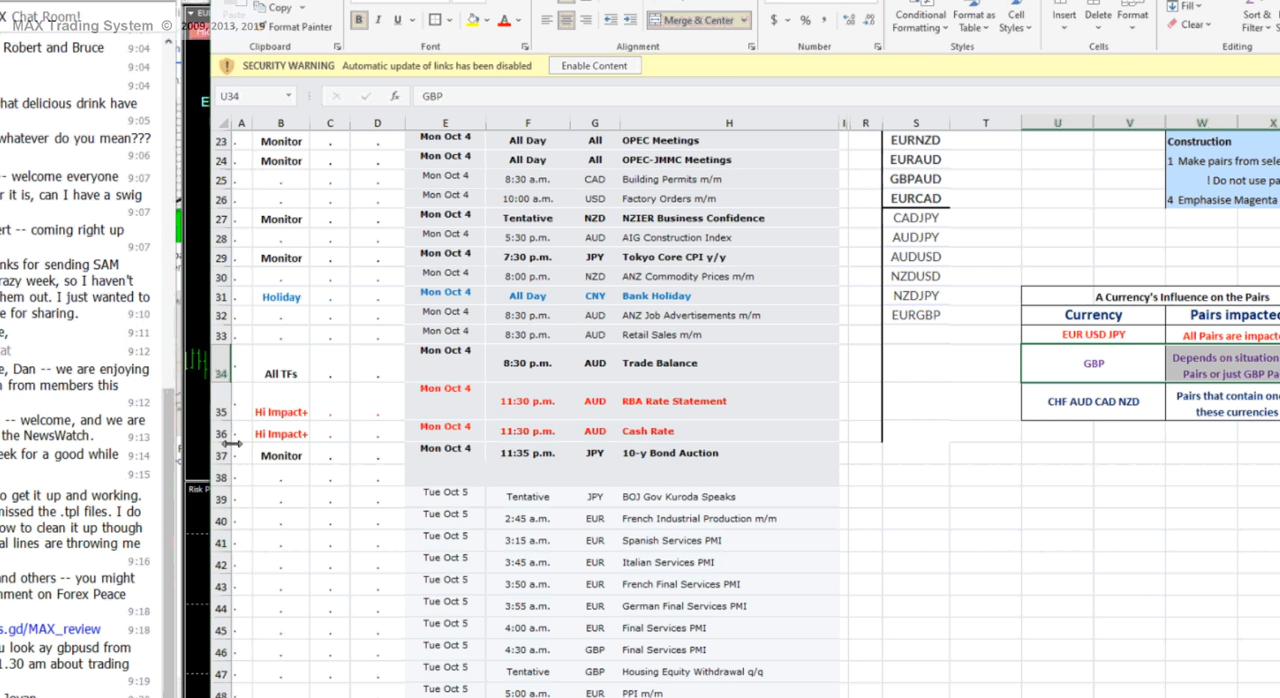 Chat Room!
MAX Trading System © 2009, 2013, 2019
Robert and Bruce
9:04
9:04
9:04
hat delicious drink have
9:05
whatever do you mean???
9:06
-- welcome everyone 9:07
r it is, can I have a swig
9:07
ert -- coming right up
9:07
nks for sending SAM
razy week, so I haven't
hem out. I just wanted to
e for sharing. 9:10
e, 9:11
at 9:12
e, Dan -- we are enjoying
n from members this
9:12
-- welcome, and we are
the NewsWatch. 9:13
eek for a good while 9:14
9:15
o get it up and working.
missed the .tpl files. I do
ow to clean it up though
al lines are throwing me
9:16
and others -- you might
mment on Forex Peace
9:18
s.gd/MAX_review 9:18
u look ay gbpusd from
1.30 am about trading
9:19
Risk P
Copy
Format Painter
Clipboard
B I U
Font
Merge & Center
Alignment
$ % ,
Number
Conditional Formatting
Format as Table
Cell Styles
Styles
Insert Delete Format
Cells
Fill
Clear
Sort &
Filter
Editing
SECURITY WARNING Automatic update of links has been disabled Enable Content
U34 fx GBP
A B C D E F G H I R S T U V W X
23 Monitor . . Mon Oct 4 All Day All OPEC Meetings
24 Monitor . . Mon Oct 4 All Day All OPEC-JMMC Meetings
25 . . . Mon Oct 4 8:30 a.m. CAD Building Permits m/m
26 . . . Mon Oct 4 10:00 a.m. USD Factory Orders m/m
27 Monitor . . Mon Oct 4 Tentative NZD NZIER Business Confidence
28 . . . Mon Oct 4 5:30 p.m. AUD AIG Construction Index
29 Monitor . . Mon Oct 4 7:30 p.m. JPY Tokyo Core CPI y/y
30 . . . Mon Oct 4 8:00 p.m. NZD ANZ Commodity Prices m/m
31 Holiday . . Mon Oct 4 All Day CNY Bank Holiday
32 . . . Mon Oct 4 8:30 p.m. AUD ANZ Job Advertisements m/m
33 . . . Mon Oct 4 8:30 p.m. AUD Retail Sales m/m
34 All TFs . . Mon Oct 4 8:30 p.m. AUD Trade Balance
35 Hi Impact+ . . Mon Oct 4 11:30 p.m. AUD RBA Rate Statement
36 Hi Impact+ . . Mon Oct 4 11:30 p.m. AUD Cash Rate
37 Monitor . . Mon Oct 4 11:35 p.m. JPY 10-y Bond Auction
38 . . .
39 . . . Tue Oct 5 Tentative JPY BOJ Gov Kuroda Speaks
40 . . . Tue Oct 5 2:45 a.m. EUR French Industrial Production m/m
41 . . . Tue Oct 5 3:15 a.m. EUR Spanish Services PMI
42 . . . Tue Oct 5 3:45 a.m. EUR Italian Services PMI
43 . . . Tue Oct 5 3:50 a.m. EUR French Final Services PMI
44 . . . Tue Oct 5 3:55 a.m. EUR German Final Services PMI
45 . . . Tue Oct 5 4:00 a.m. EUR Final Services PMI
46 . . . Tue Oct 5 4:30 a.m. GBP Final Services PMI
47 . . . Tue Oct 5 Tentative GBP Housing Equity Withdrawal q/q
48 Tue Oct 5 5:00 a.m. EUR PPI m/m
EURNZD
EURAUD
GBPAUD
EURCAD
CADJPY
AUDJPY
AUDUSD
NZDUSD
NZDJPY
EURGBP
Construction
1 Make pairs from sele
! Do not use pa
4 Emphasise Magenta
A Currency's Influence on the Pairs
Currency Pairs impacted
EUR USD JPY All Pairs are impact
GBP Depends on situation
Pairs or just GBP Pa
CHF AUD CAD NZD Pairs that contain on
these currencies